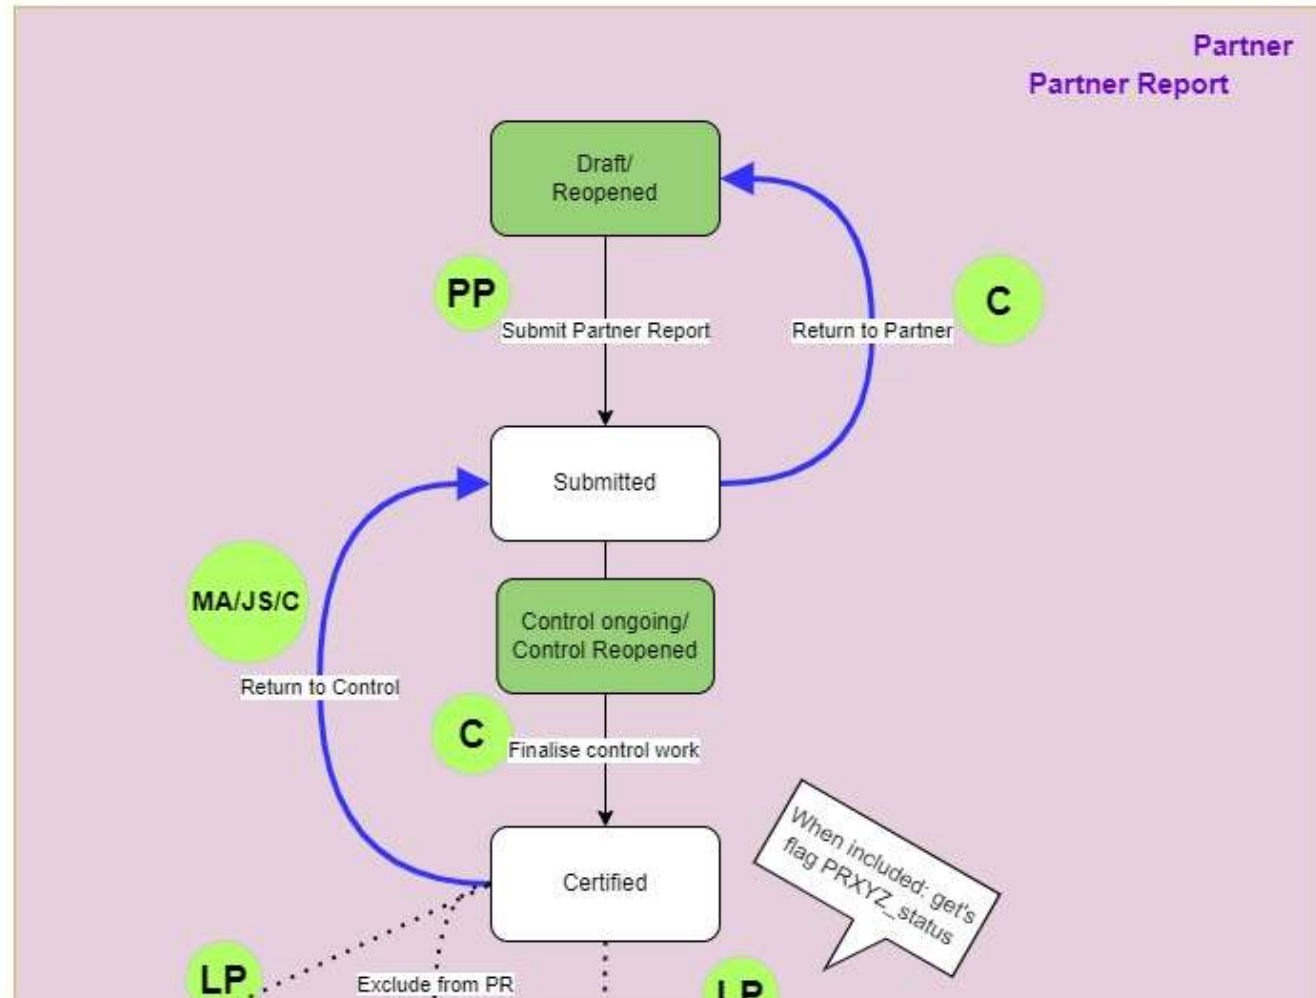 Partner
Partner Report
Draft/
Reopened
PP
C
Submit Partner Report
Return to Partner
Submitted
MA/JS/C
Control ongoing/
Control Reopened
Return to Control
C
Finalise control work
When included: get's
flag PRXYZ_status
Certified
LP
Exclude from PR
LP